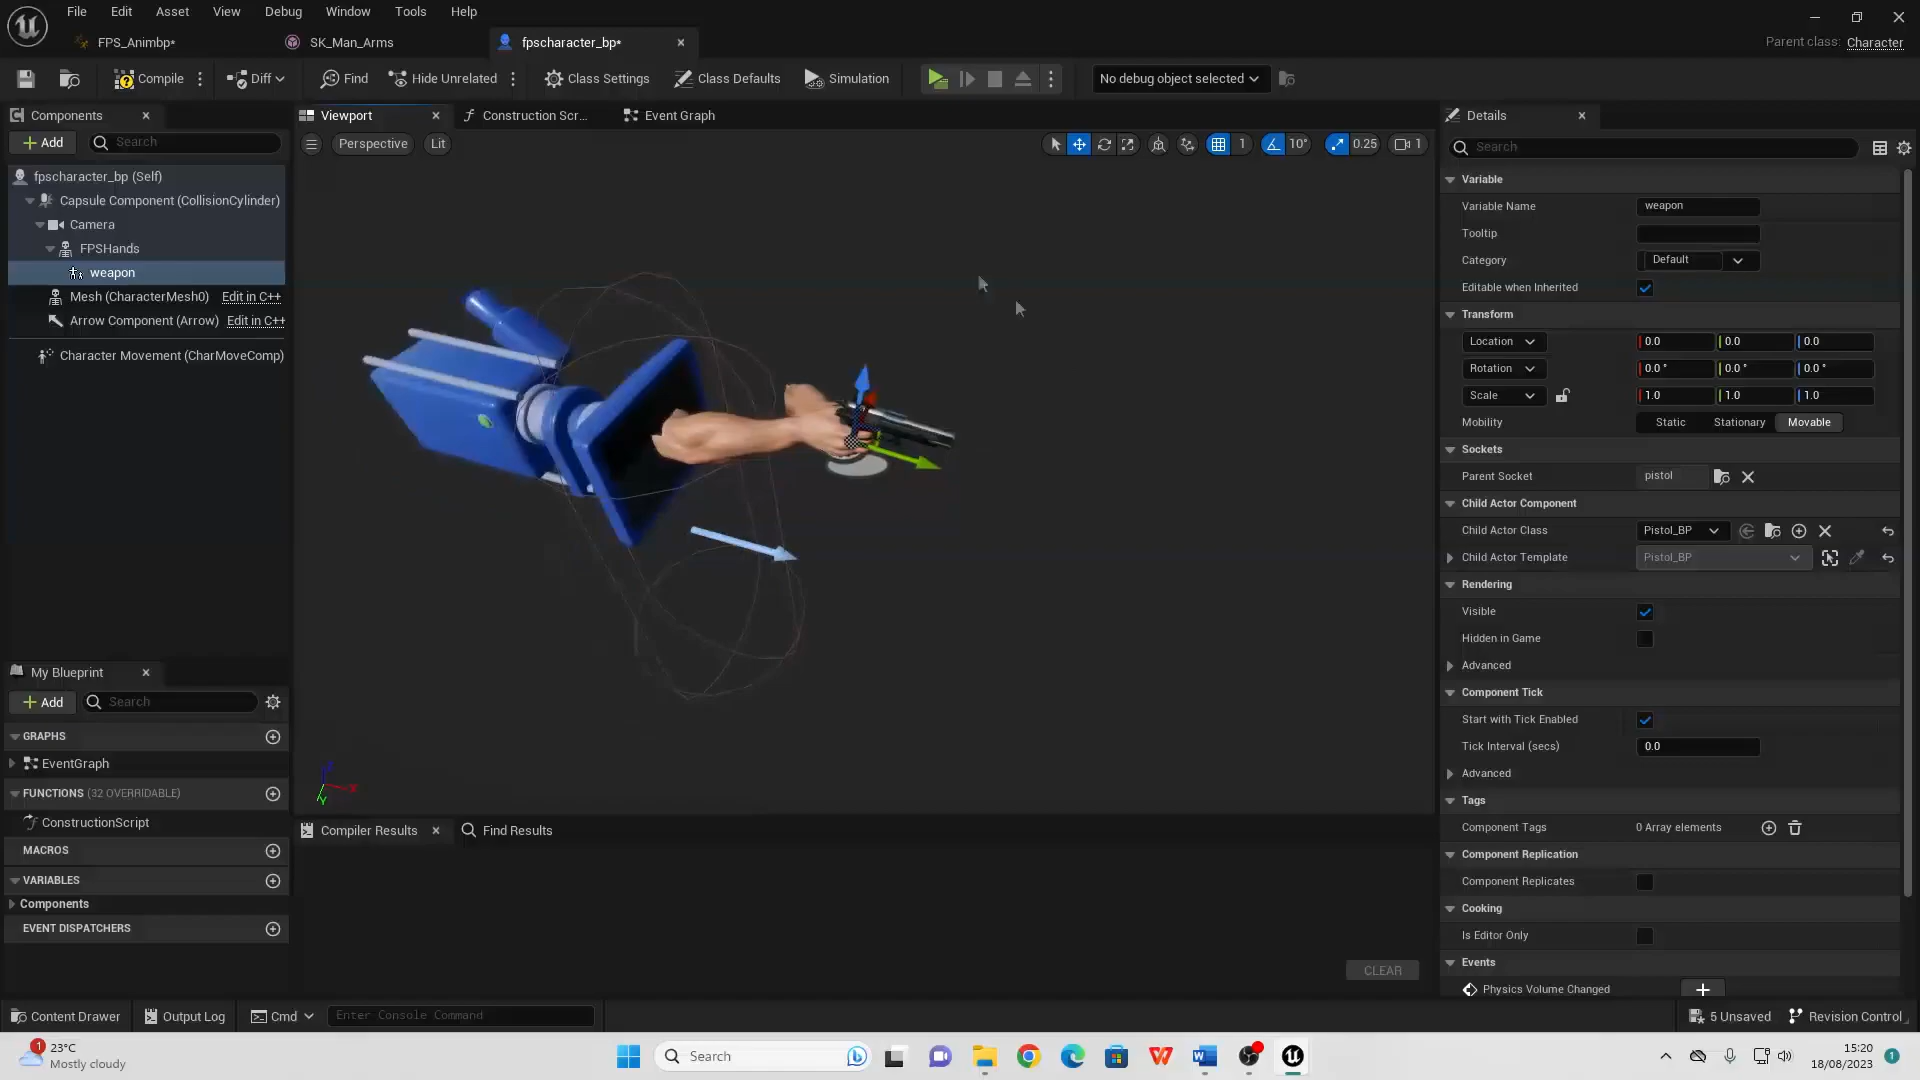 File Edit Asset View Debug Window Tools Help
FPS_Animbp* SK_Man_Arms fpscharacter_bp* Parent class: Character
Compile Diff Find Hide Unrelated Class Settings Class Defaults Simulation No debug object selected
Components Viewport Construction Scr... Event Graph Details
Add Search Perspective Lit 1 10° 0.25 1 Search
fpscharacter_bp (Self)
Capsule Component (CollisionCylinder)
Camera
FPSHands
weapon
Mesh (CharacterMesh0) Edit in C++
Arrow Component (Arrow) Edit in C++
Character Movement (CharMoveComp)
Variable
Variable Name weapon
Tooltip
Category Default
Editable when Inherited
Transform
Location 0.0 0.0 0.0
Rotation 0.0° 0.0° 0.0°
Scale 1.0 1.0 1.0
Mobility Static Stationary Movable
Sockets
Parent Socket pistol
Child Actor Component
Child Actor Class Pistol_BP
Child Actor Template Pistol_BP
Rendering
Visible
Hidden in Game
Advanced
Component Tick
Start with Tick Enabled
Tick Interval (secs) 0.0
Advanced
Tags
Component Tags 0 Array elements
Component Replication
Component Replicates
Cooking
Is Editor Only
Events
Physics Volume Changed
My Blueprint
Add Search
GRAPHS
EventGraph
FUNCTIONS (32 OVERRIDABLE)
ConstructionScript
MACROS
VARIABLES
Components
EVENT DISPATCHERS
X
Y
Compiler Results Find Results
CLEAR
Content Drawer Output Log Cmd Enter Console Command 5 Unsaved Revision Control
1 23°C
Mostly cloudy
Search
15:20
18/08/2023
1